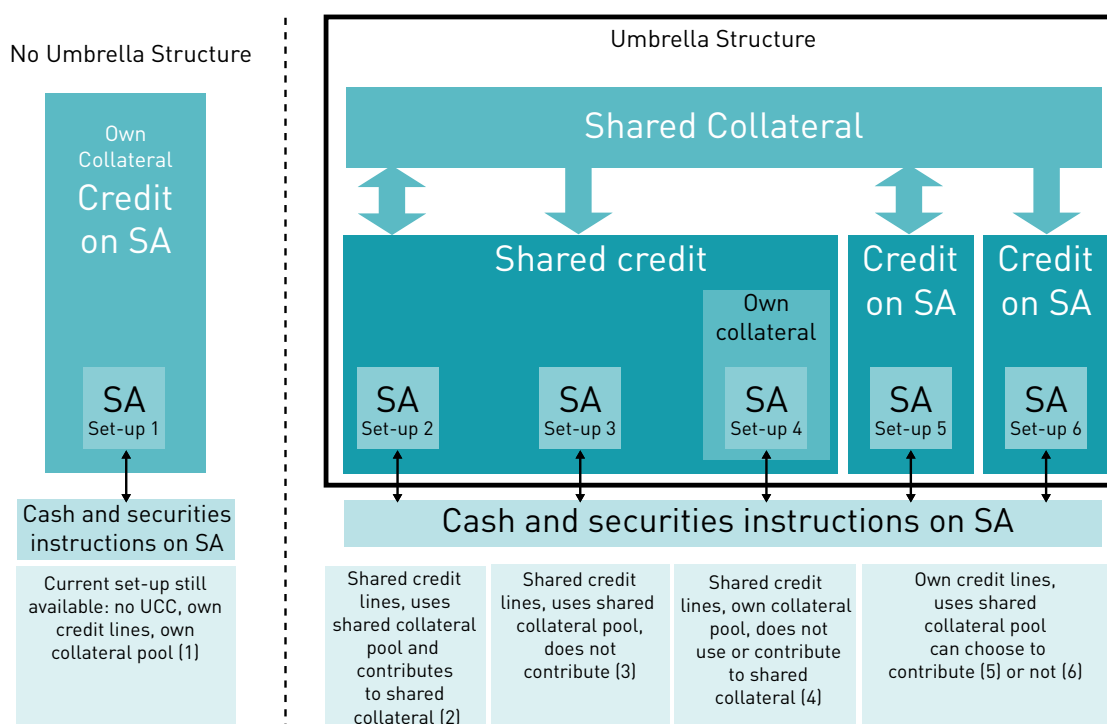 No Umbrella Structure
Own
Collateral
Credit
on SA
SA
Set-up 1
Cash and securities
instructions on SA
Current set-up still
available: no UCC, own
credit lines, own
collateral pool (1)
Umbrella Structure
Shared Collateral
Shared credit
Credit
on SA
Credit
on SA
Own
collateral
SA
Set-up 2
SA
Set-up 3
SA
Set-up 4
SA
Set-up 5
SA
Set-up 6
Cash and securities instructions on SA
Shared credit
lines, uses
shared collateral
pool and
contributes
to shared
collateral (2)
Shared credit
lines, uses shared
collateral pool,
does not
contribute (3)
Shared credit
lines, own collateral
pool, does not
use or contribute
to shared
collateral (4)
Own credit lines,
uses shared
collateral pool
can choose to
contribute (5) or not (6)